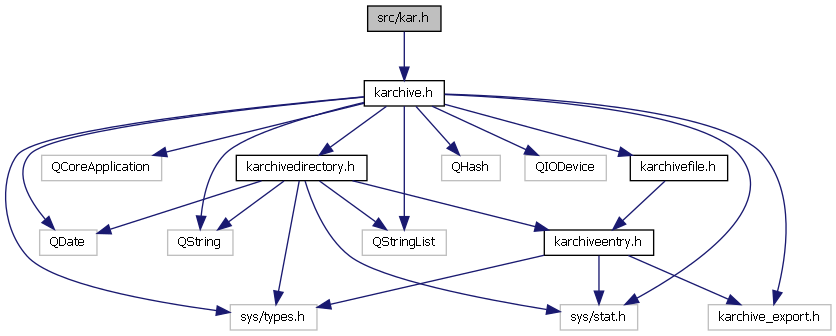 src/kar.h
karchive.h
QCoreApplication
karchivedirectory.h
QHash
QIODevice
karchivefile.h
QDate
QString
QStringList
karchiveentry.h
sys/types.h
sys/stat.h
karchive_export.h